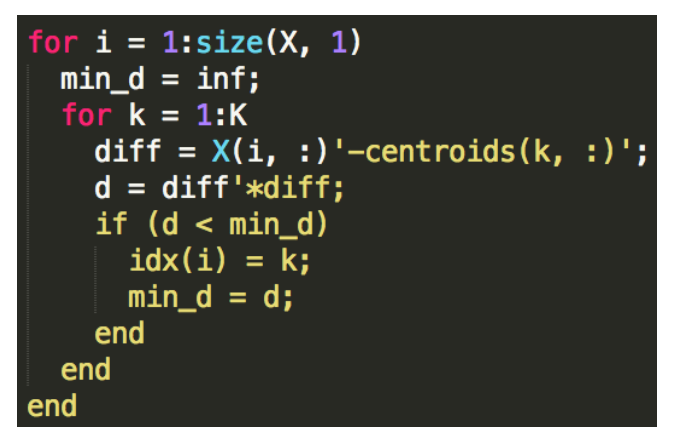 for i = 1:size(X, 1)
  min_d = inf;
  for k = 1:K
    diff = X(i, :)'-centroids(k, :)';
    d = diff'*diff;
    if (d < min_d)
      idx(i) = k;
      min_d = d;
    end
  end
end